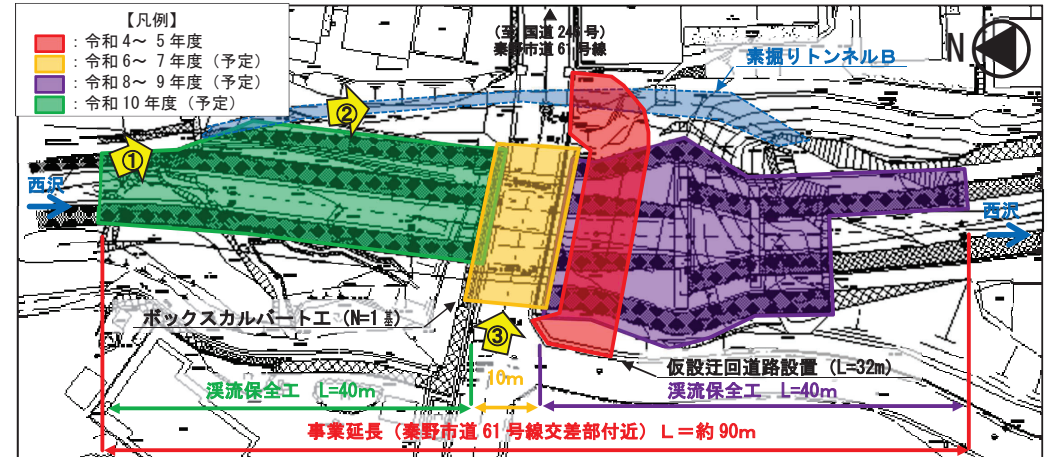 【凡例】
：令和4～5年度
：令和6～7年度（予定）
：令和8～9年度（予定）
：令和10年度（予定）
（至 国道246号）
秦野市道61号線
素掘りトンネルB
N
②
①
西沢
西沢
ボックスカルバート工（N=1基）
③
仮設迂回道路設置（L=32m）
10m
渓流保全工 L=40m
渓流保全工 L=40m
事業延長（秦野市道61号線交差部付近）L＝約90m